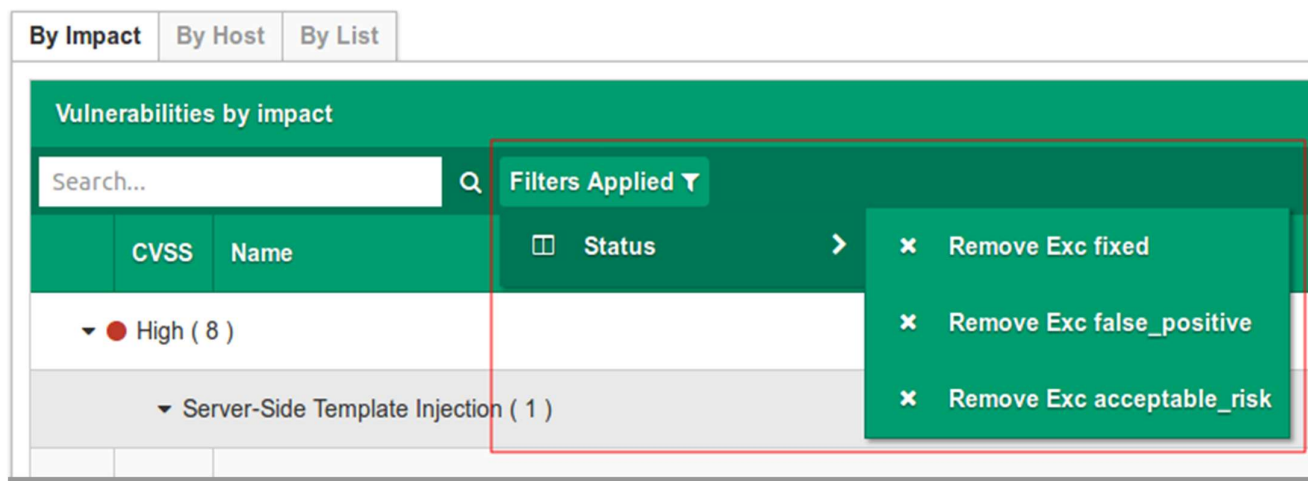 By Impact By Host By List
Vulnerabilities by impact
Search... Filters Applied
CVSS Name Status Remove Exc fixed
High ( 8 ) Remove Exc false_positive
Server-Side Template Injection ( 1 ) Remove Exc acceptable_risk